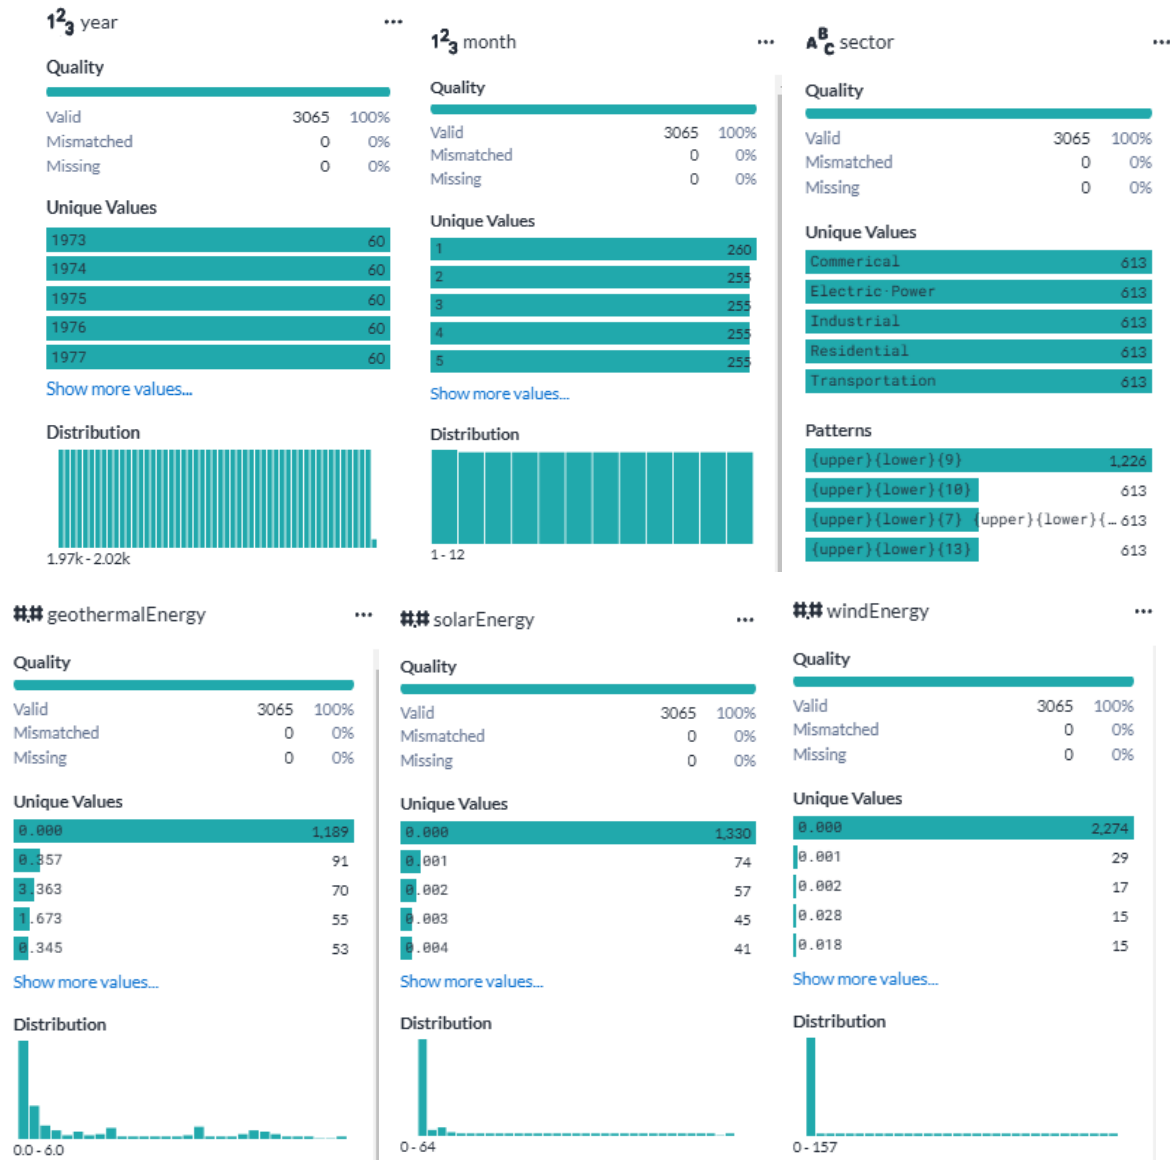 123 year ...
Quality
Valid 3065 100%
Mismatched 0 0%
Missing 0 0%
Unique Values
1973 60
1974 60
1975 60
1976 60
1977 60
Show more values...
Distribution
1.97k - 2.02k
123 month ...
Quality
Valid 3065 100%
Mismatched 0 0%
Missing 0 0%
Unique Values
1 260
2 255
3 255
4 255
5 255
Show more values...
Distribution
1 - 12
ABC sector ...
Quality
Valid 3065 100%
Mismatched 0 0%
Missing 0 0%
Unique Values
Commerical 613
Electric·Power 613
Industrial 613
Residential 613
Transportation 613
Patterns
{upper}{lower}{9} 1,226
{upper}{lower}{10} 613
{upper}{lower}{7} {upper}{lower}{... 613
{upper}{lower}{13} 613
#.# geothermalEnergy ...
Quality
Valid 3065 100%
Mismatched 0 0%
Missing 0 0%
Unique Values
0.000 1,189
0.357 91
3.363 70
1.673 55
0.345 53
Show more values...
Distribution
0.0 - 6.0
#.# solarEnergy ...
Quality
Valid 3065 100%
Mismatched 0 0%
Missing 0 0%
Unique Values
0.000 1,330
0.001 74
0.002 57
0.003 45
0.004 41
Show more values...
Distribution
0 - 64
#.# windEnergy ...
Quality
Valid 3065 100%
Mismatched 0 0%
Missing 0 0%
Unique Values
0.000 2,274
0.001 29
0.002 17
0.028 15
0.018 15
Show more values...
Distribution
0 - 157